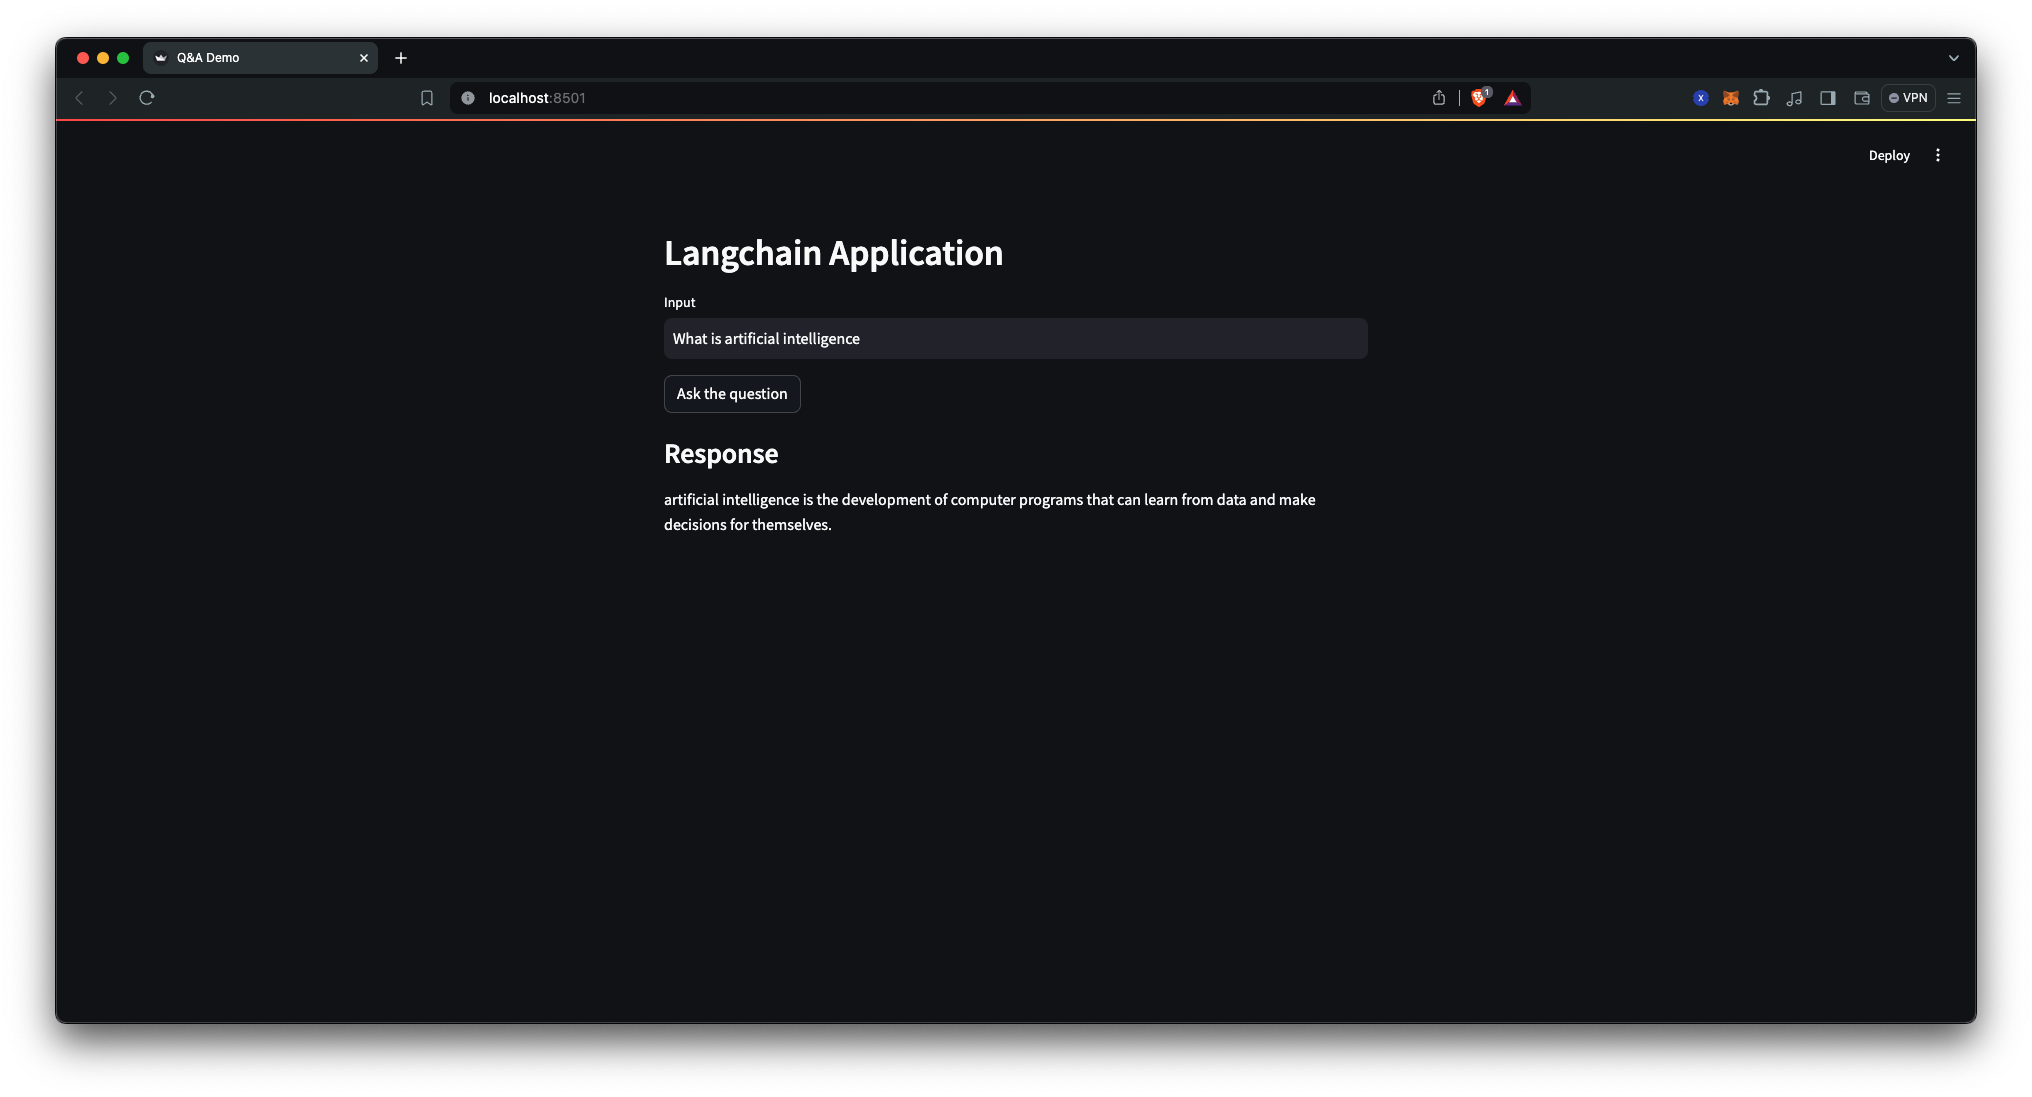 Q&A Demo
localhost:8501
1
X
VPN
Deploy
Langchain Application
Input
What is artificial intelligence
Ask the question
Response
artificial intelligence is the development of computer programs that can learn from data and make
decisions for themselves.